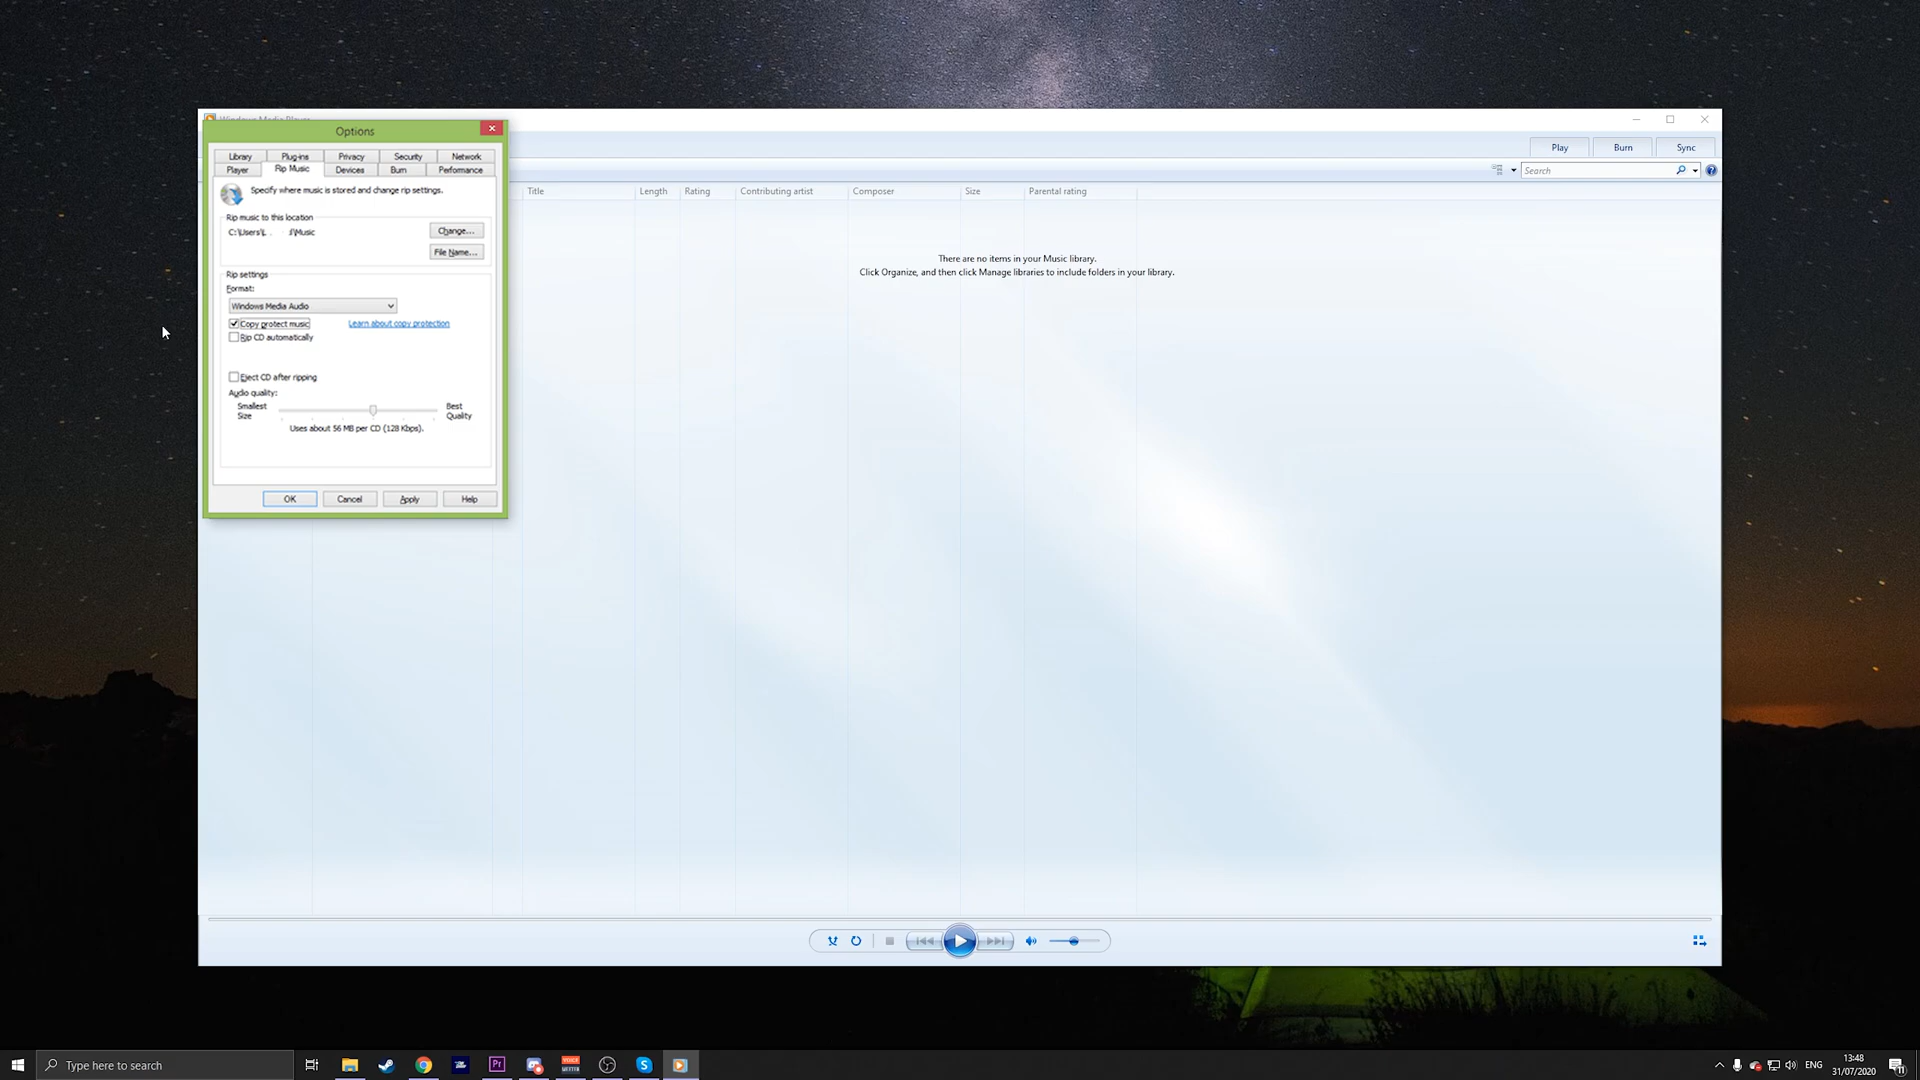 Options
Library Plug-ins Privacy Security Network
Player Rip Music Devices Burn Performance
Specify where music is stored and change rip settings.
Rip music to this location
C:\Users\L
\Music
Change...
File Name...
Rip settings
Format:
Windows Media Audio
Copy protect music
Learn about copy protection
Rip CD automatically
Eject CD after ripping
Audio quality:
Smallest Size
Best Quality
Uses about 56 MB per CD (128 Kbps).
OK Cancel Apply Help
Play Burn Sync
Search
Title Length Rating Contributing artist Composer Size Parental rating
There are no items in your Music library.
Click Organize, and then click Manage libraries to include folders in your library.
Type here to search
Pr
ENG
13:48
31/07/2020